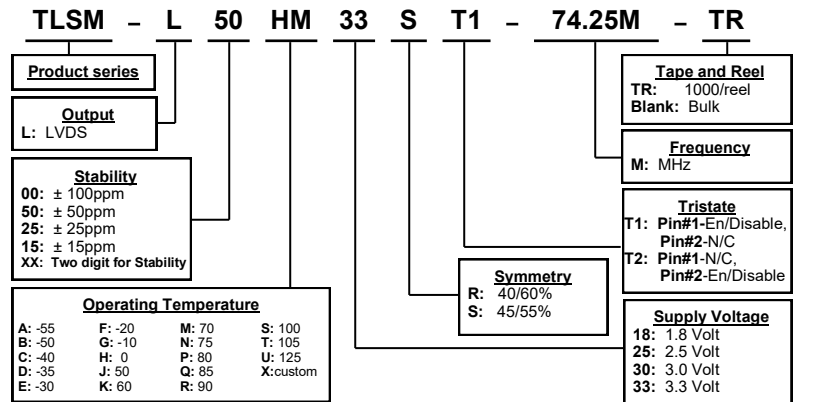 TLSM – L 50 HM 33 S T1 – 74.25M – TR
Product series
Output
L: LVDS
Stability
00: ± 100ppm
50: ± 50ppm
25: ± 25ppm
15: ± 15ppm
XX: Two digit for Stability
Operating Temperature
A: -55 F: -20 M: 70 S: 100
B: -50 G: -10 N: 75 T: 105
C: -40 H: 0 P: 80 U: 125
D: -35 J: 50 Q: 85 X:custom
E: -30 K: 60 R: 90
Symmetry
R: 40/60%
S: 45/55%
Tape and Reel
TR: 1000/reel
Blank: Bulk
Frequency
M: MHz
Tristate
T1: Pin#1-En/Disable,
Pin#2-N/C
T2: Pin#1-N/C,
Pin#2-En/Disable
Supply Voltage
18: 1.8 Volt
25: 2.5 Volt
30: 3.0 Volt
33: 3.3 Volt